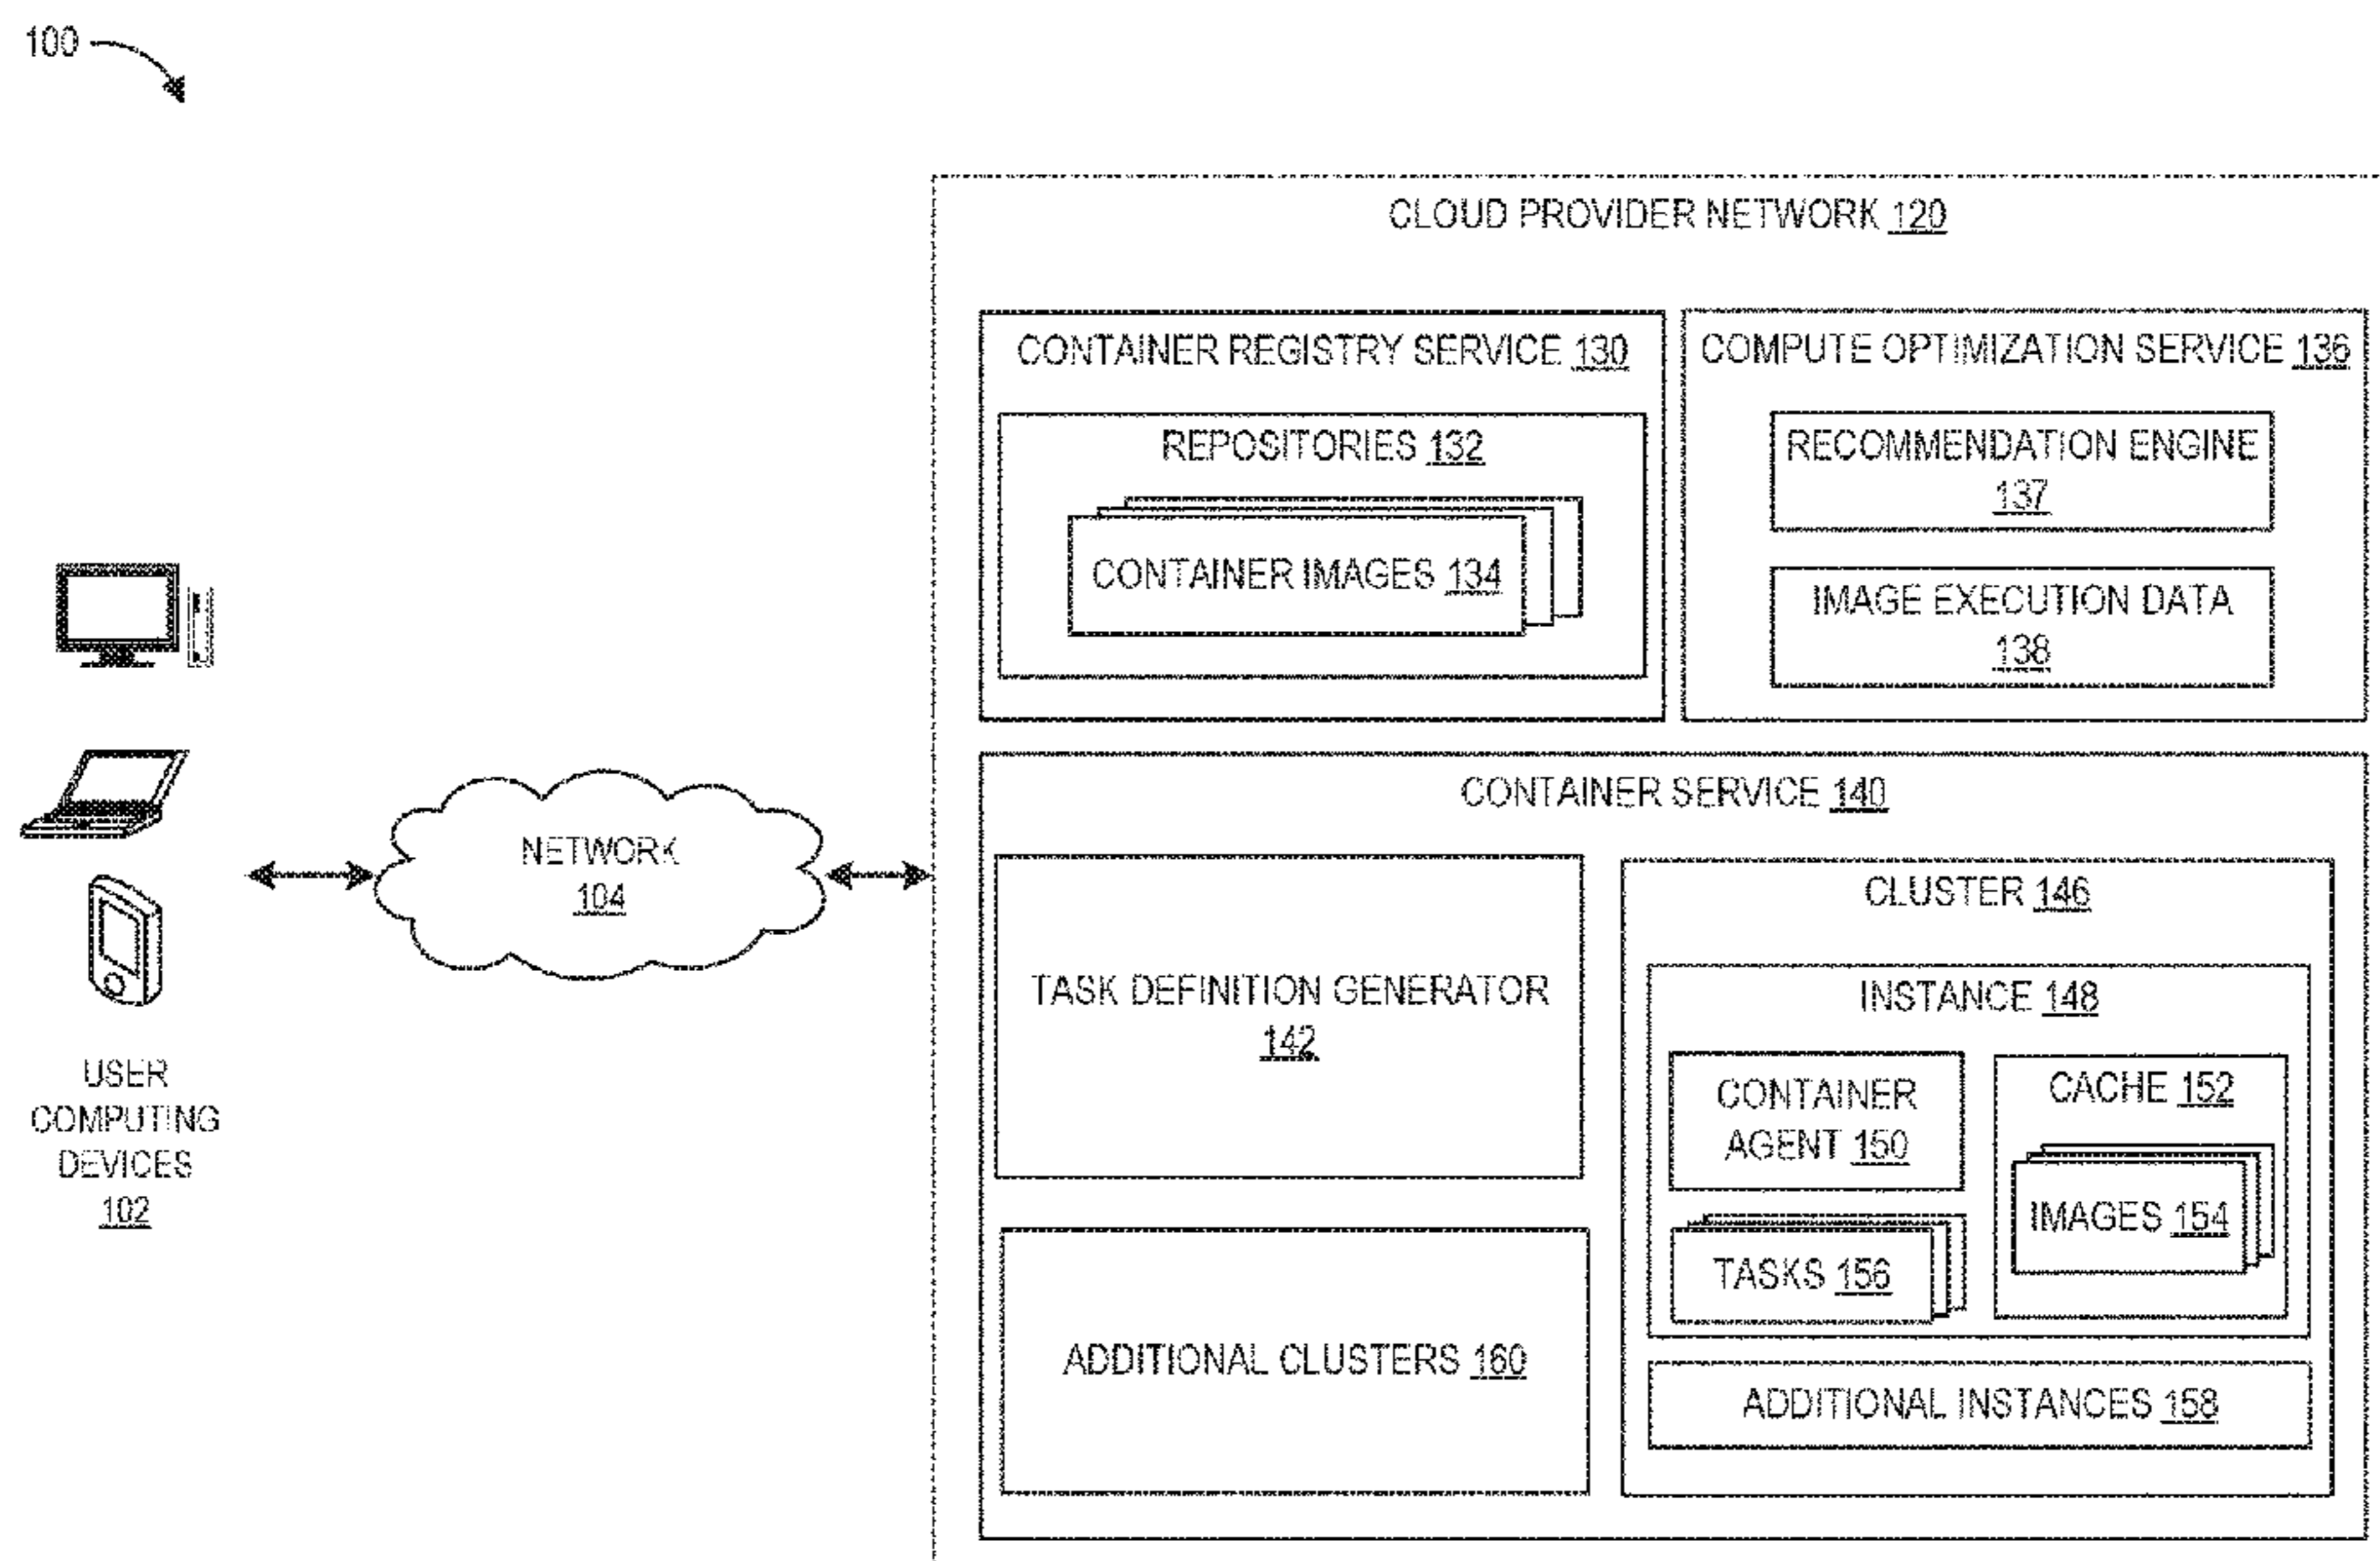 100
CLOUD PROVIDER NETWORK 120
CONTAINER REGISTRY SERVICE 130
REPOSITORIES 132
CONTAINER IMAGES 134
COMPUTE OPTIMIZATION SERVICE 136
RECOMMENDATION ENGINE
137
IMAGE EXECUTION DATA
138
USER
COMPUTING
DEVICES
102
NETWORK
104
CONTAINER SERVICE 140
TASK DEFINITION GENERATOR
142
ADDITIONAL CLUSTERS 160
CLUSTER 146
INSTANCE 148
CONTAINER
AGENT 150
TASKS 156
CACHE 152
IMAGES 154
ADDITIONAL INSTANCES 158